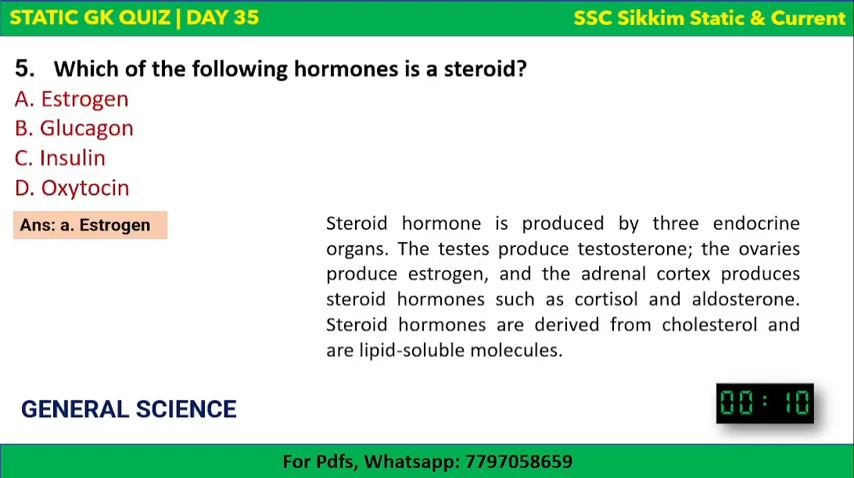 STATIC GK QUIZ | DAY 35
SSC Sikkim Static & Current
5. Which of the following hormones is a steroid?
A. Estrogen
B. Glucagon
C. Insulin
D. Oxytocin
Ans: a. Estrogen
Steroid hormone is produced by three endocrine
organs. The testes produce testosterone; the ovaries
produce estrogen, and the adrenal cortex produces
steroid hormones such as cortisol and aldosterone.
Steroid hormones are derived from cholesterol and
are lipid-soluble molecules.
GENERAL SCIENCE
00:10
For Pdfs, Whatsapp: 7797058659